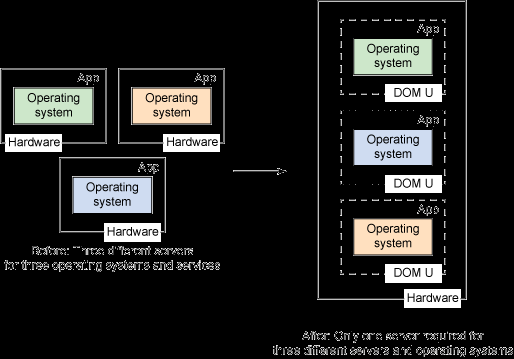 App
Operating
system
Hardware
App
Operating
system
Hardware
App
Operating
system
Hardware
Before: Three different servers
for three operating systems and services
App
Operating
system
DOM U
App
Operating
system
DOM U
App
Operating
system
DOM U
Hardware
After: Only one server required for
three different servers and operating systems